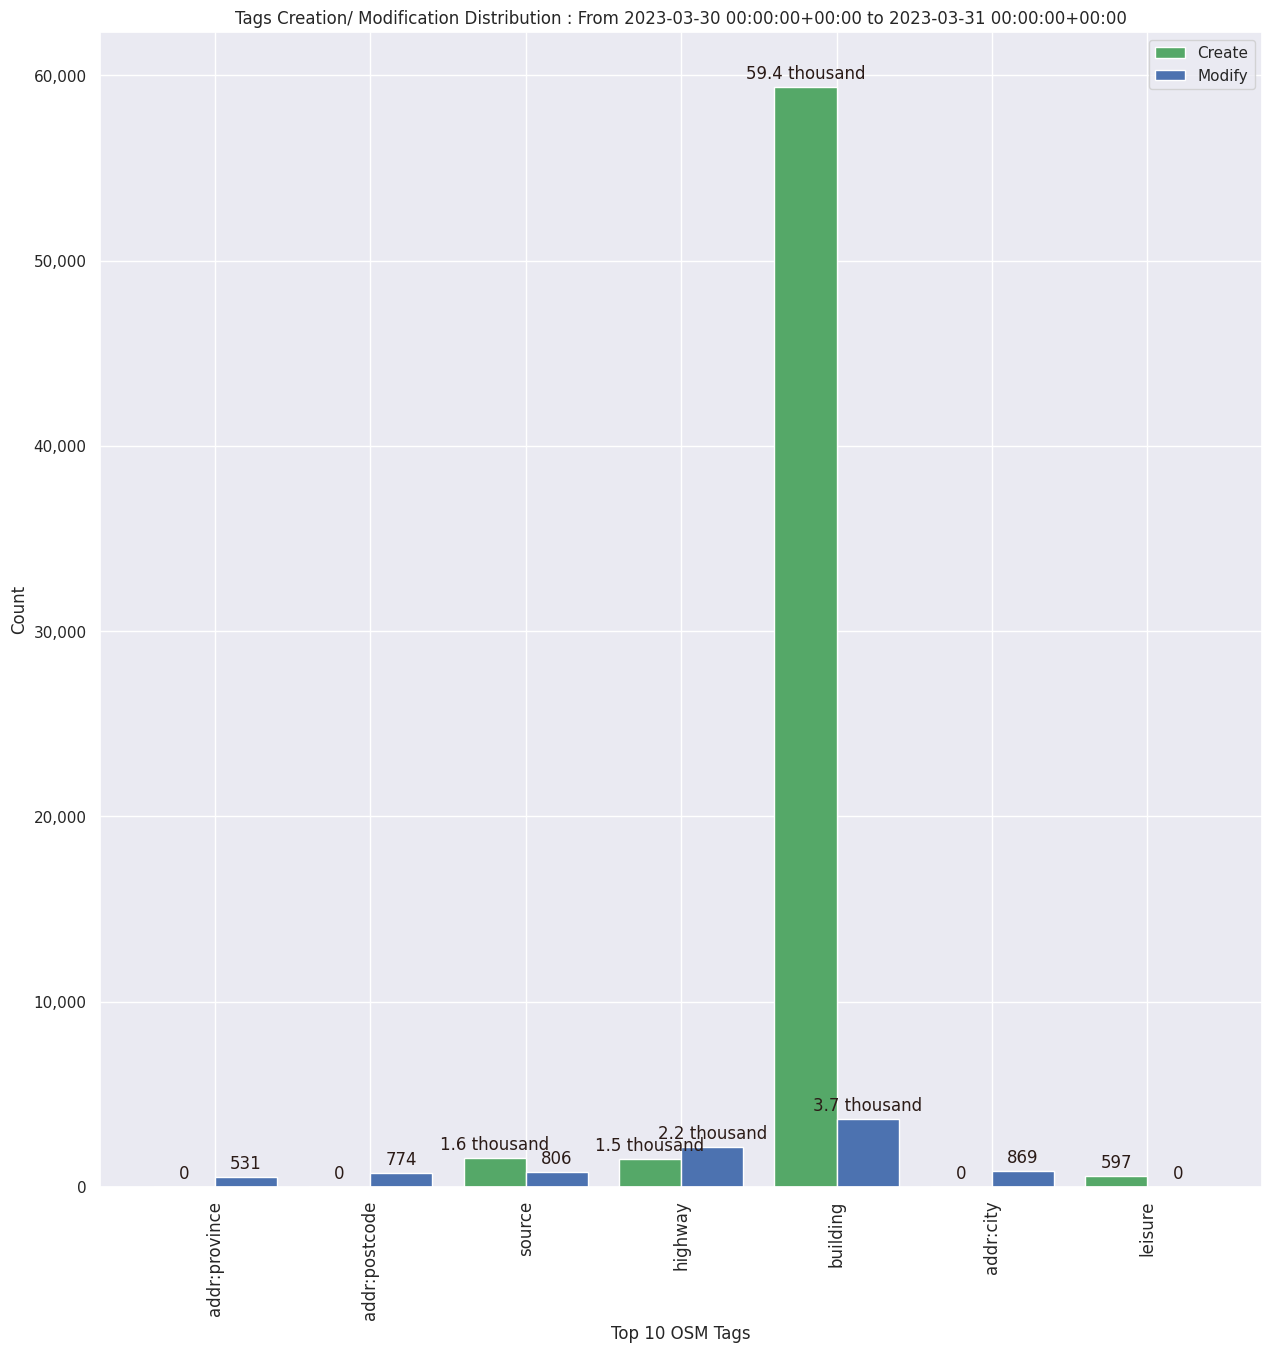 Tags Creation/ Modification Distribution : From 2023-03-30 00:00:00+00:00 to 2023-03-31 00:00:00+00:00
Create
Modify
60,000
50,000
40,000
30,000
20,000
10,000
0
Count
59.4 thousand
3.7 thousand
2.2 thousand
1.6 thousand
1.5 thousand
0
531
0
774
806
0
869
597
0
addr:province
addr:postcode
source
highway
building
addr:city
leisure
Top 10 OSM Tags